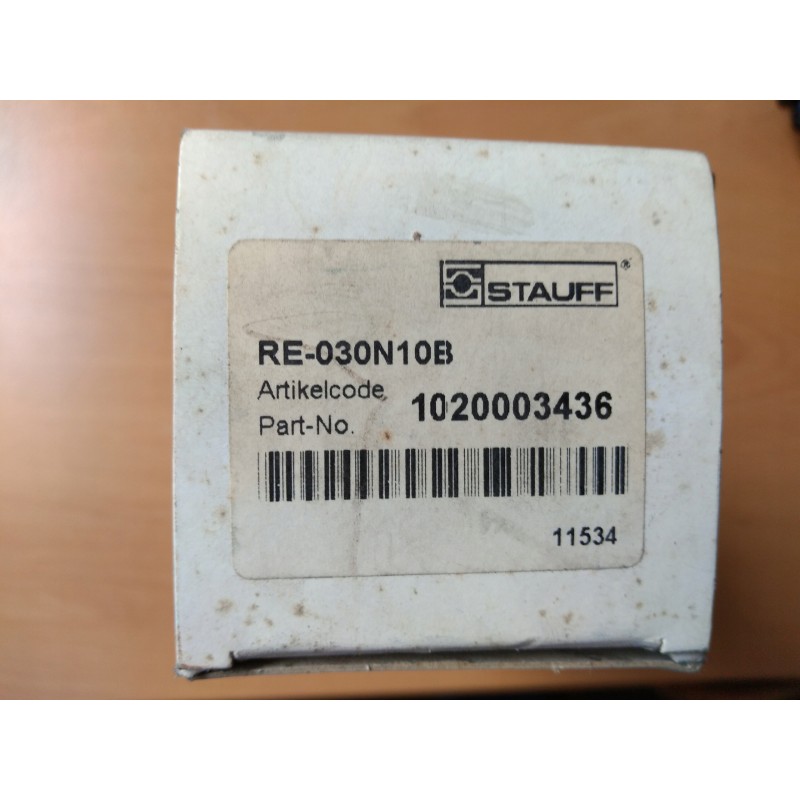 STAUFF®
RE-030N10B
Artikelcode
Part-No. 1020003436
11534